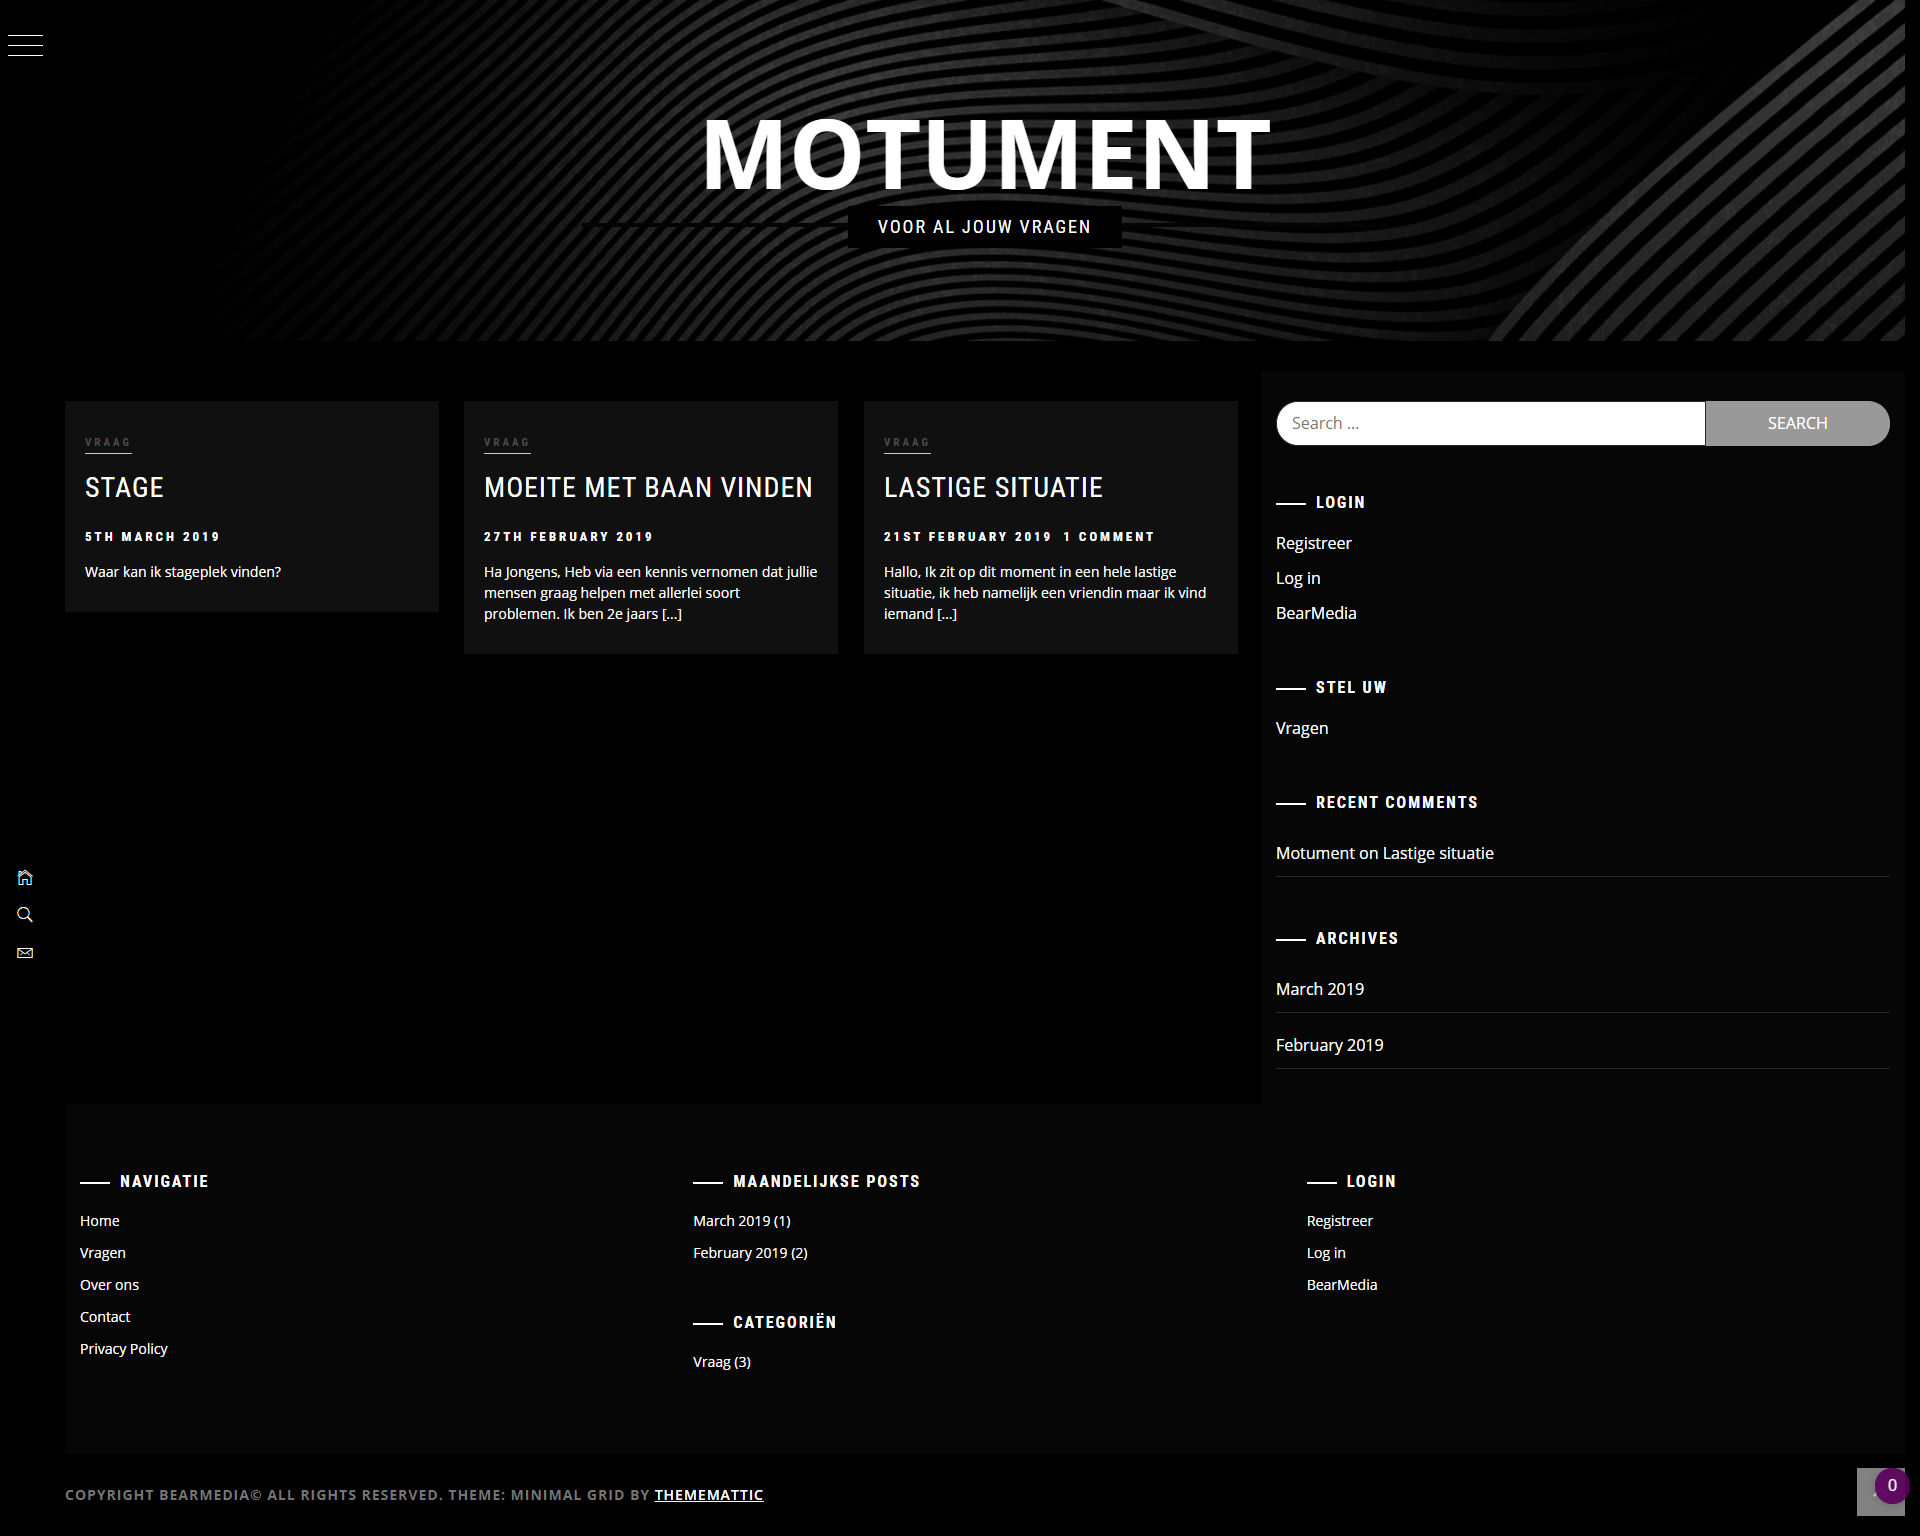 MOTUMENT
VOOR AL JOUW VRAGEN
VRAAG
STAGE
5TH MARCH 2019
Waar kan ik stageplek vinden?
VRAAG
MOEITE MET BAAN VINDEN
27TH FEBRUARY 2019
Ha Jongens, Heb via een kennis vernomen dat jullie
mensen graag helpen met allerlei soort
problemen. Ik ben 2e jaars [...]
VRAAG
LASTIGE SITUATIE
21ST FEBRUARY 2019 1 COMMENT
Hallo, Ik zit op dit moment in een hele lastige
situatie, ik heb namelijk een vriendin maar ik vind
iemand [...]
Search ...
SEARCH
LOGIN
Registreer
Log in
BearMedia
STEL UW
Vragen
RECENT COMMENTS
Motument on Lastige situatie
ARCHIVES
March 2019
February 2019
NAVIGATIE
Home
Vragen
Over ons
Contact
Privacy Policy
MAANDELIJKSE POSTS
March 2019 (1)
February 2019 (2)
CATEGORIËN
Vraag (3)
LOGIN
Registreer
Log in
BearMedia
COPYRIGHT BEARMEDIA© ALL RIGHTS RESERVED. THEME: MINIMAL GRID BY THEMEMATTIC
0